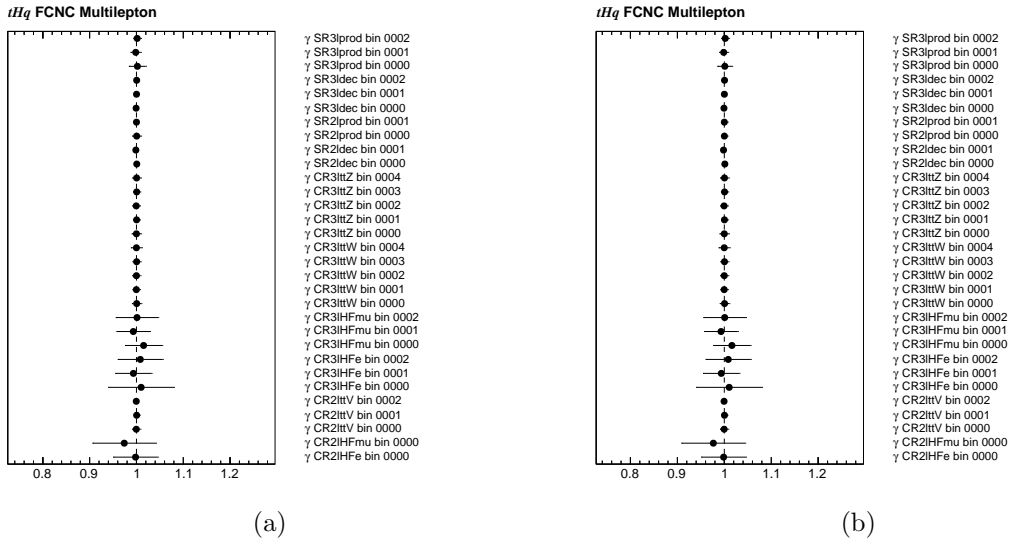 tHq FCNC Multilepton
γ SR3lprod bin 0002
γ SR3lprod bin 0001
γ SR3lprod bin 0000
γ SR3ldec bin 0002
γ SR3ldec bin 0001
γ SR3ldec bin 0000
γ SR2lprod bin 0001
γ SR2lprod bin 0000
γ SR2ldec bin 0001
γ SR2ldec bin 0000
γ CR3lttZ bin 0004
γ CR3lttZ bin 0003
γ CR3lttZ bin 0002
γ CR3lttZ bin 0001
γ CR3lttZ bin 0000
γ CR3lttW bin 0004
γ CR3lttW bin 0003
γ CR3lttW bin 0002
γ CR3lttW bin 0001
γ CR3lttW bin 0000
γ CR3lHFmu bin 0002
γ CR3lHFmu bin 0001
γ CR3lHFmu bin 0000
γ CR3lHFe bin 0002
γ CR3lHFe bin 0001
γ CR3lHFe bin 0000
γ CR2lttV bin 0002
γ CR2lttV bin 0001
γ CR2lttV bin 0000
γ CR2lHFmu bin 0000
γ CR2lHFe bin 0000
0.8 0.9 1 1.1 1.2
(a)
tHq FCNC Multilepton
γ SR3lprod bin 0002
γ SR3lprod bin 0001
γ SR3lprod bin 0000
γ SR3ldec bin 0002
γ SR3ldec bin 0001
γ SR3ldec bin 0000
γ SR2lprod bin 0001
γ SR2lprod bin 0000
γ SR2ldec bin 0001
γ SR2ldec bin 0000
γ CR3lttZ bin 0004
γ CR3lttZ bin 0003
γ CR3lttZ bin 0002
γ CR3lttZ bin 0001
γ CR3lttZ bin 0000
γ CR3lttW bin 0004
γ CR3lttW bin 0003
γ CR3lttW bin 0002
γ CR3lttW bin 0001
γ CR3lttW bin 0000
γ CR3lHFmu bin 0002
γ CR3lHFmu bin 0001
γ CR3lHFmu bin 0000
γ CR3lHFe bin 0002
γ CR3lHFe bin 0001
γ CR3lHFe bin 0000
γ CR2lttV bin 0002
γ CR2lttV bin 0001
γ CR2lttV bin 0000
γ CR2lHFmu bin 0000
γ CR2lHFe bin 0000
0.8 0.9 1 1.1 1.2
(b)